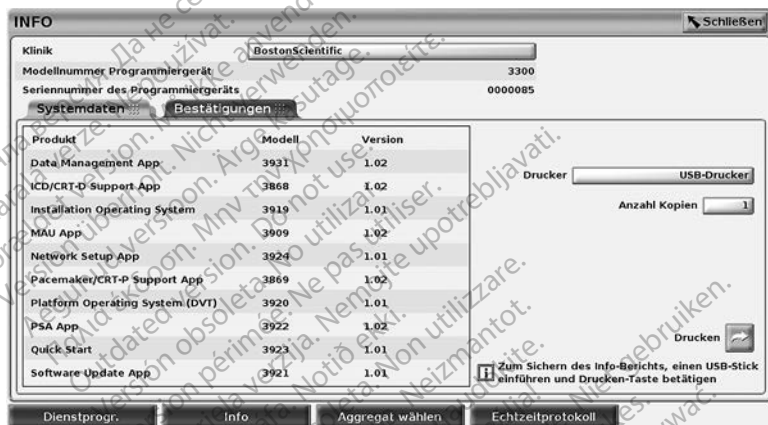 INFO
Schließen
Klinik BostonScientific
Modellnummer Programmiergerät 3300
Seriennummer des Programmiergeräts 0000085
Systemdaten Bestätigungen
Produkt Modell Version
Data Management App 3931 1.02
ICD/CRT-D Support App 3868 1.02
Installation Operating System 3919 1.01
MAU App 3909 1.02
Network Setup App 3924 1.01
Pacemaker/CRT-P Support App 3869 1.02
Platform Operating System (DVT) 3920 1.01
PSA App 3922 1.02
Quick Start 3923 1.01
Software Update App 3921 1.01
Drucker USB-Drucker
Anzahl Kopien 1
Drucken
Zum Sichern des Info-Berichts, einen USB-Stick
einführen und Drucken-Taste betätigen
Dienstprogr. Info Aggregat wählen Echtzeitprotokoll
Outdated version. Do not use.